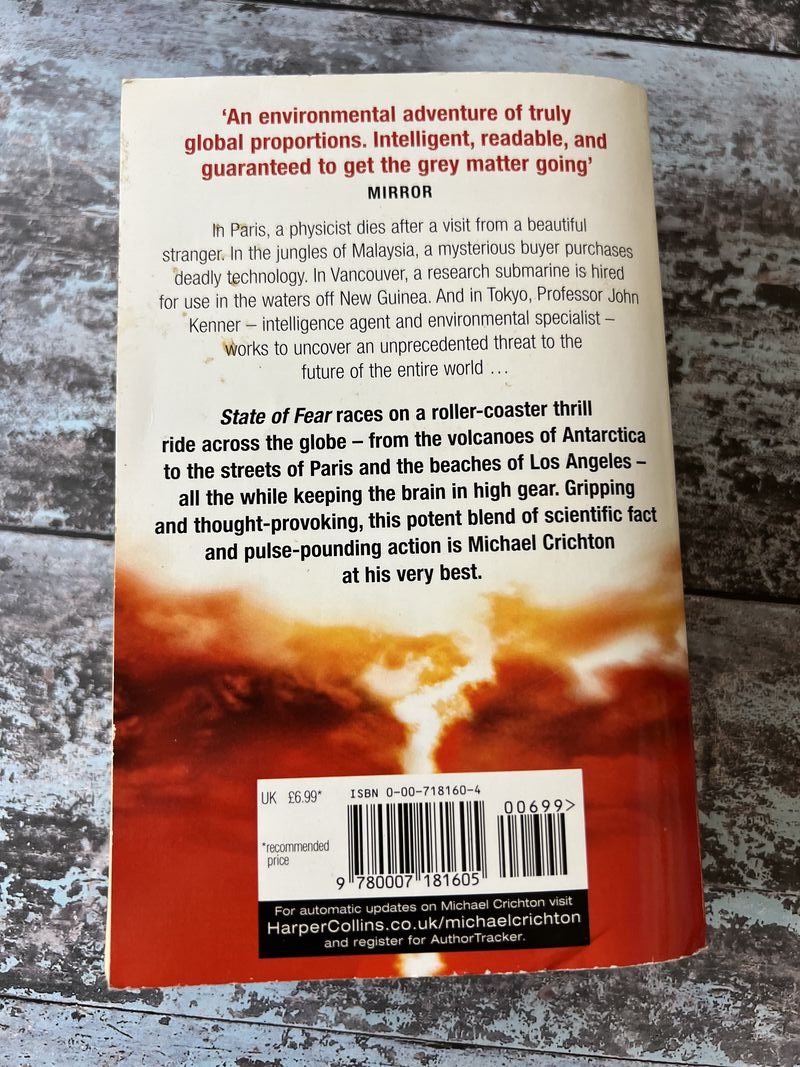 ‘An environmental adventure of truly
global proportions. Intelligent, readable, and
guaranteed to get the grey matter going’
MIRROR
In Paris, a physicist dies after a visit from a beautiful
stranger. In the jungles of Malaysia, a mysterious buyer purchases
deadly technology. In Vancouver, a research submarine is hired
for use in the waters off New Guinea. And in Tokyo, Professor John
Kenner – intelligence agent and environmental specialist –
works to uncover an unprecedented threat to the
future of the entire world ...
State of Fear races on a roller-coaster thrill
ride across the globe – from the volcanoes of Antarctica
to the streets of Paris and the beaches of Los Angeles –
all the while keeping the brain in high gear. Gripping
and thought-provoking, this potent blend of scientific fact
and pulse-pounding action is Michael Crichton
at his very best.
UK £6.99*
*recommended
price
ISBN 0-00-718160-4
00699>
9 780007 181605
For automatic updates on Michael Crichton visit
HarperCollins.co.uk/michaelcrichton
and register for AuthorTracker.